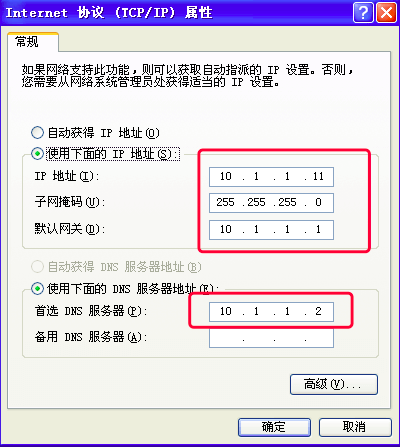 Internet 协议 (TCP/IP) 属性
常规
如果网络支持此功能，则可以获取自动指派的 IP 设置。否则，
您需要从网络系统管理员处获得适当的 IP 设置。
自动获得 IP 地址(O)
使用下面的 IP 地址(S):
IP 地址(I): 10 . 1 . 1 . 11
子网掩码(U): 255 .255 .255 . 0
默认网关(D): 10 . 1 . 1 . 1
自动获得 DNS 服务器地址(B)
使用下面的 DNS 服务器地址(E):
首选 DNS 服务器(P): 10 . 1 . 1 . 2
备用 DNS 服务器(A): . . .
高级(V)...
确定 取消